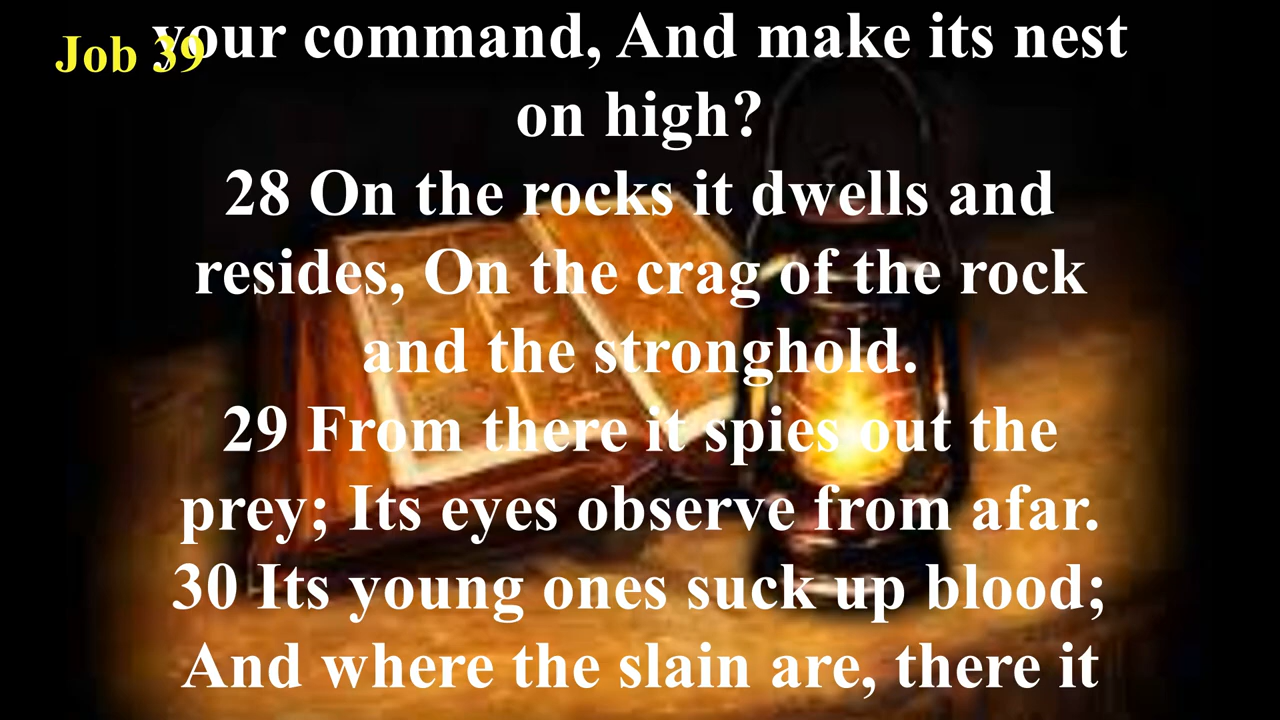 Job 39
your command, And make its nest
on high?
28 On the rocks it dwells and
resides, On the crag of the rock
and the stronghold.
29 From there it spies out the
prey; Its eyes observe from afar.
30 Its young ones suck up blood;
And where the slain are, there it